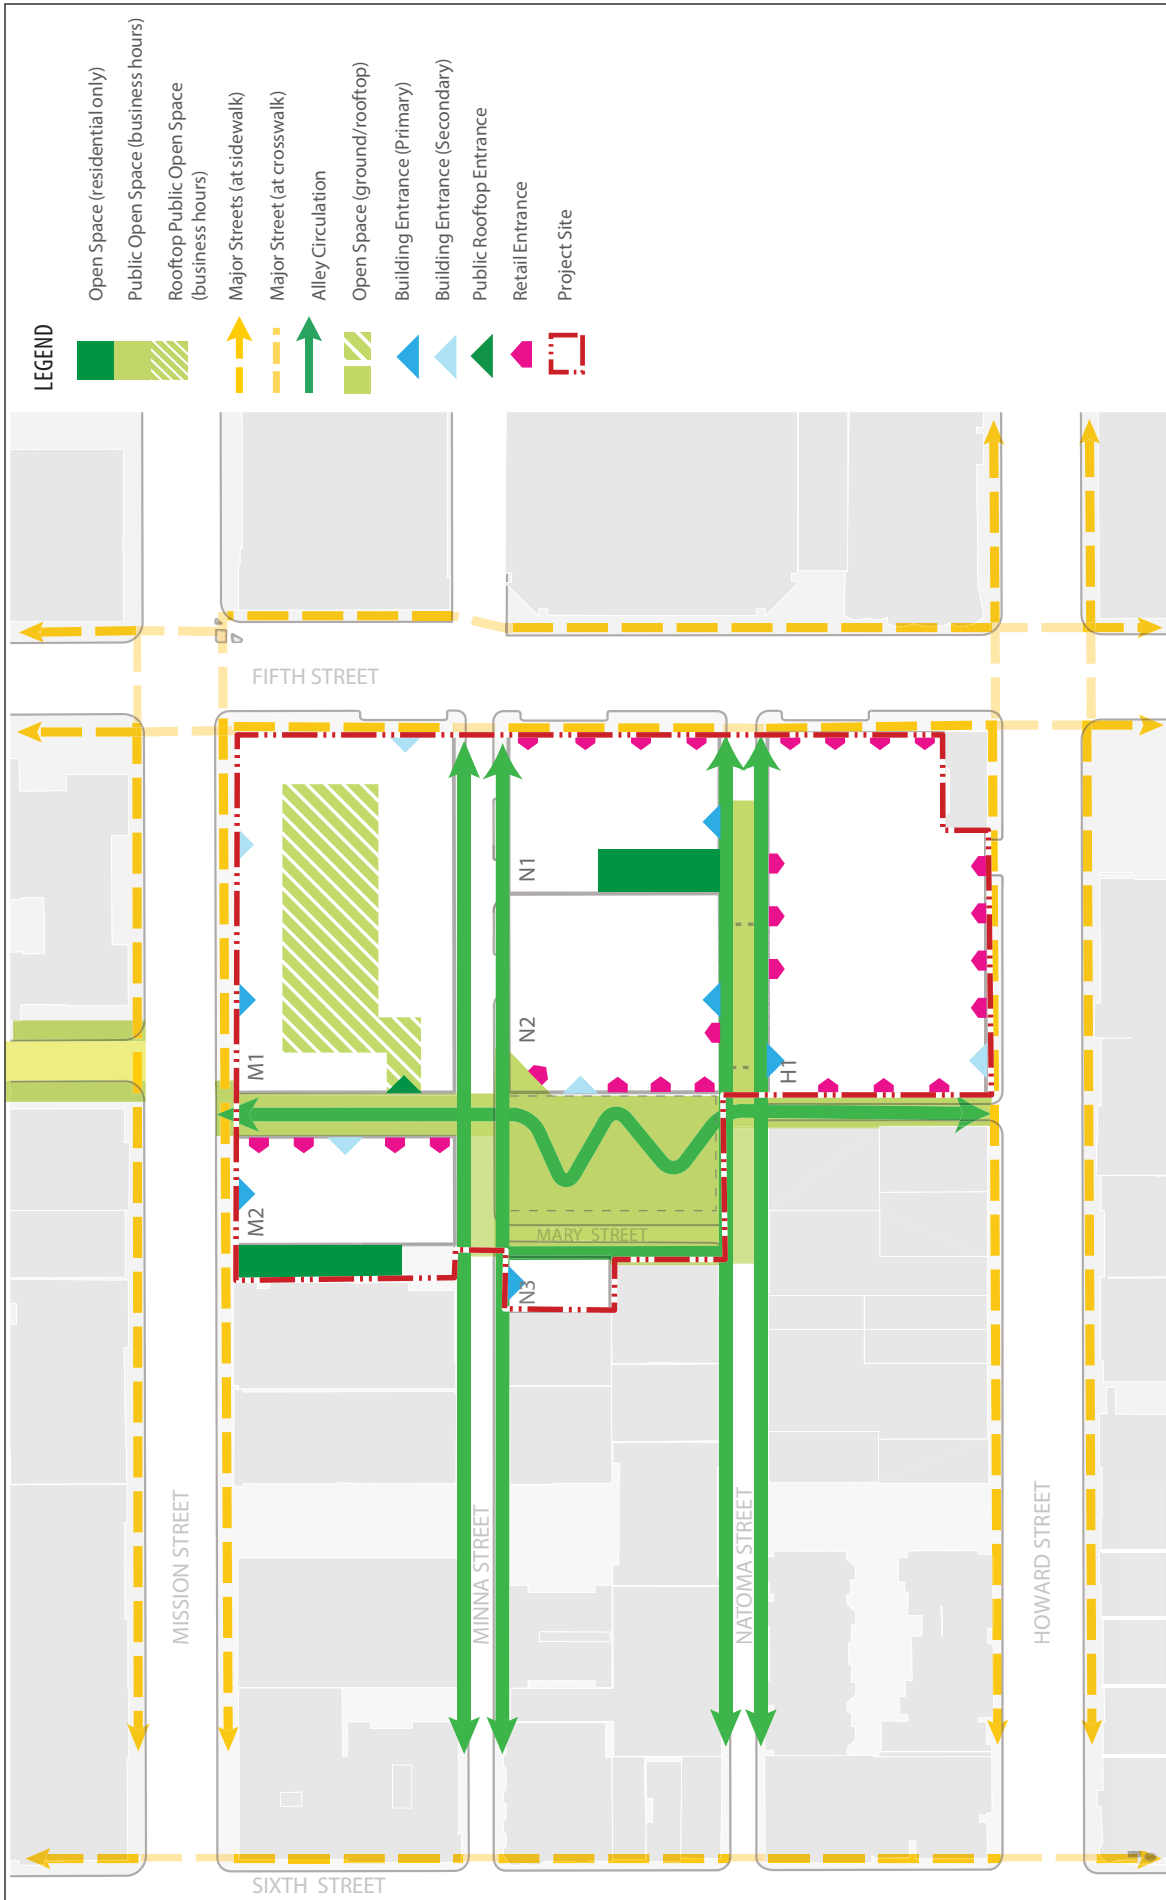 LEGEND
Open Space (residential only)
Public Open Space (business hours)
Rooftop Public Open Space
(business hours)
Major Streets (at sidewalk)
Major Street (at crosswalk)
Alley Circulation
Open Space (ground/rooftop)
Building Entrance (Primary)
Building Entrance (Secondary)
Public Rooftop Entrance
Retail Entrance
Project Site
FIFTH STREET
M1
N1
N2
H1
M2
MARY STREET
N3
MISSION STREET
MINNA STREET
NATOMA STREET
HOWARD STREET
SIXTH STREET